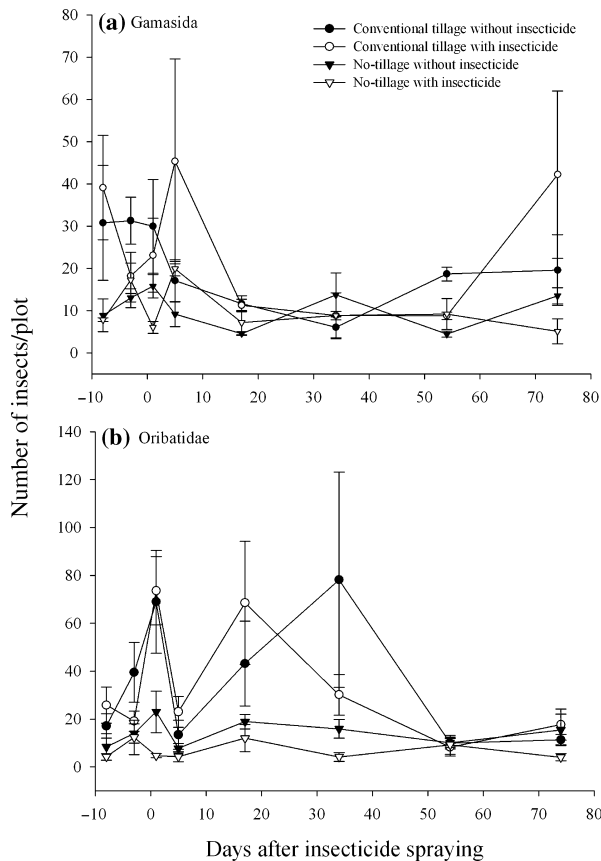 (a) Gamasida
Conventional tillage without insecticide
Conventional tillage with insecticide
No-tillage without insecticide
No-tillage with insecticide
80
70
60
50
40
30
20
10
0
−10 0 10 20 30 40 50 60 70 80
Number of insects/plot
(b) Oribatidae
140
120
100
80
60
40
20
0
−10 0 10 20 30 40 50 60 70 80
Days after insecticide spraying